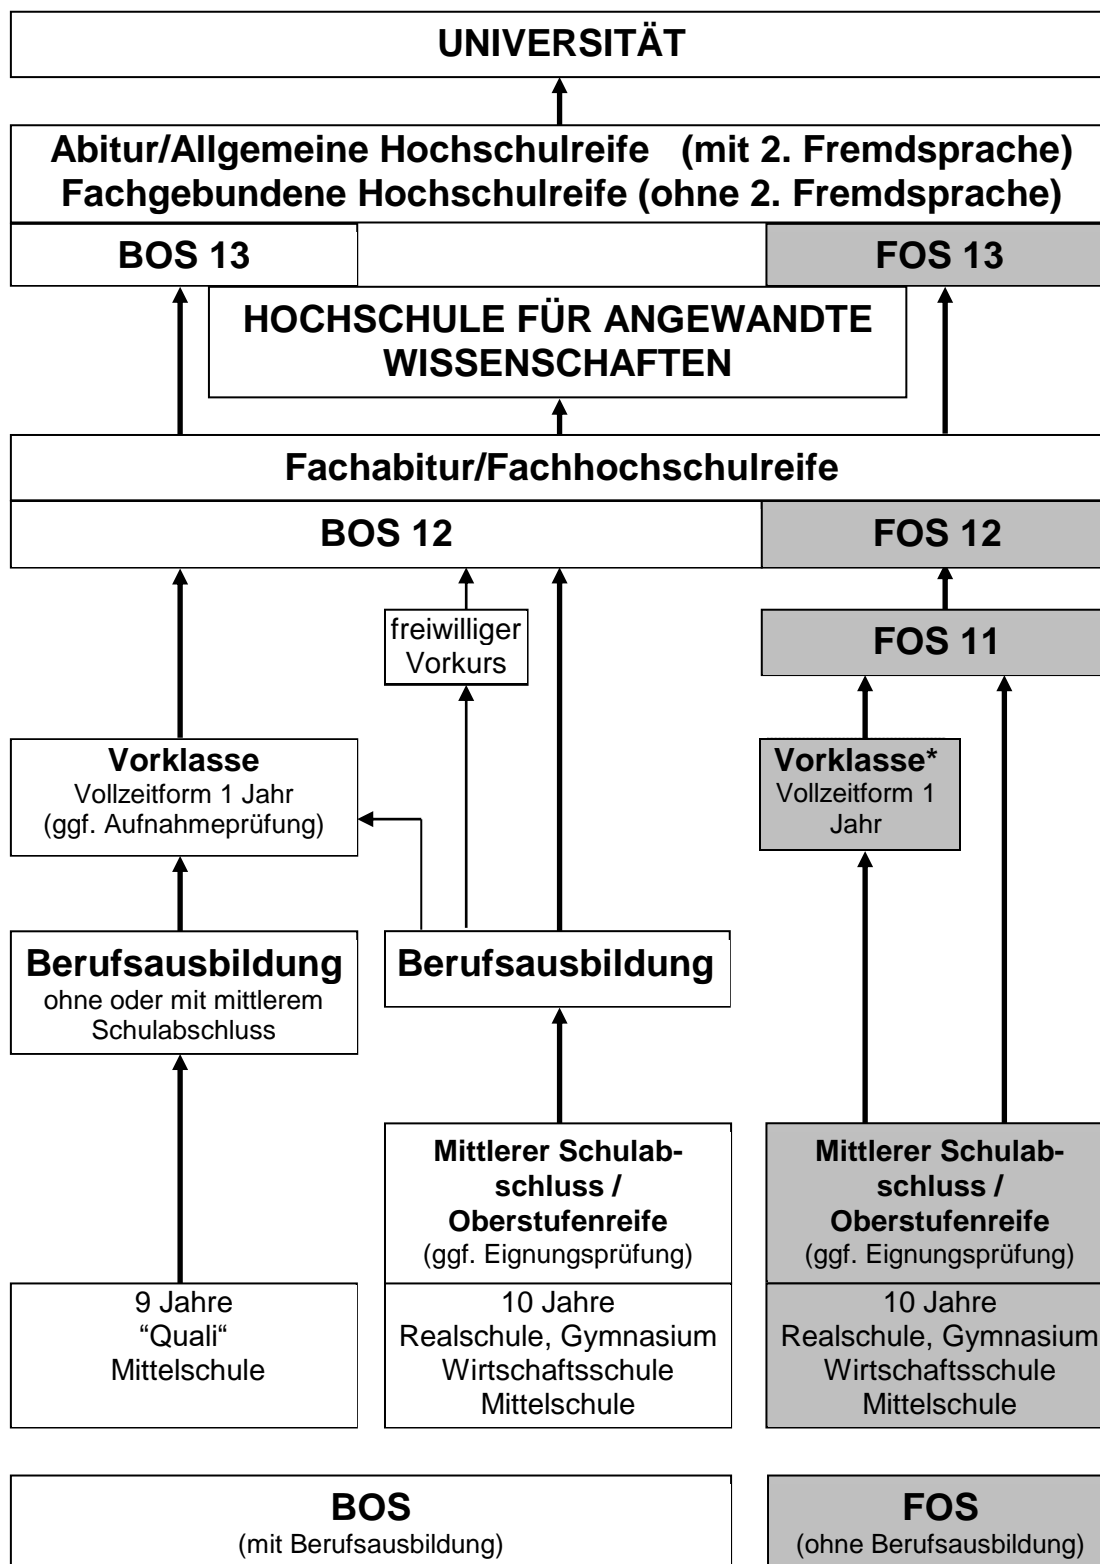 UNIVERSITÄT
Abitur/Allgemeine Hochschulreife (mit 2. Fremdsprache)
Fachgebundene Hochschulreife (ohne 2. Fremdsprache)
BOS 13
FOS 13
HOCHSCHULE FÜR ANGEWANDTE
WISSENSCHAFTEN
Fachabitur/Fachhochschulreife
BOS 12
FOS 12
freiwilliger
Vorkurs
FOS 11
Vorklasse
Vollzeitform 1 Jahr
(ggf. Aufnahmeprüfung)
Vorklasse*
Vollzeitform 1
Jahr
Berufsausbildung
ohne oder mit mittlerem
Schulabschluss
Berufsausbildung
Mittlerer Schulab-
schluss /
Oberstufenreife
(ggf. Eignungsprüfung)
Mittlerer Schulab-
schluss /
Oberstufenreife
(ggf. Eignungsprüfung)
9 Jahre
“Quali“
Mittelschule
10 Jahre
Realschule, Gymnasium
Wirtschaftsschule
Mittelschule
10 Jahre
Realschule, Gymnasium
Wirtschaftsschule
Mittelschule
BOS
(mit Berufsausbildung)
FOS
(ohne Berufsausbildung)